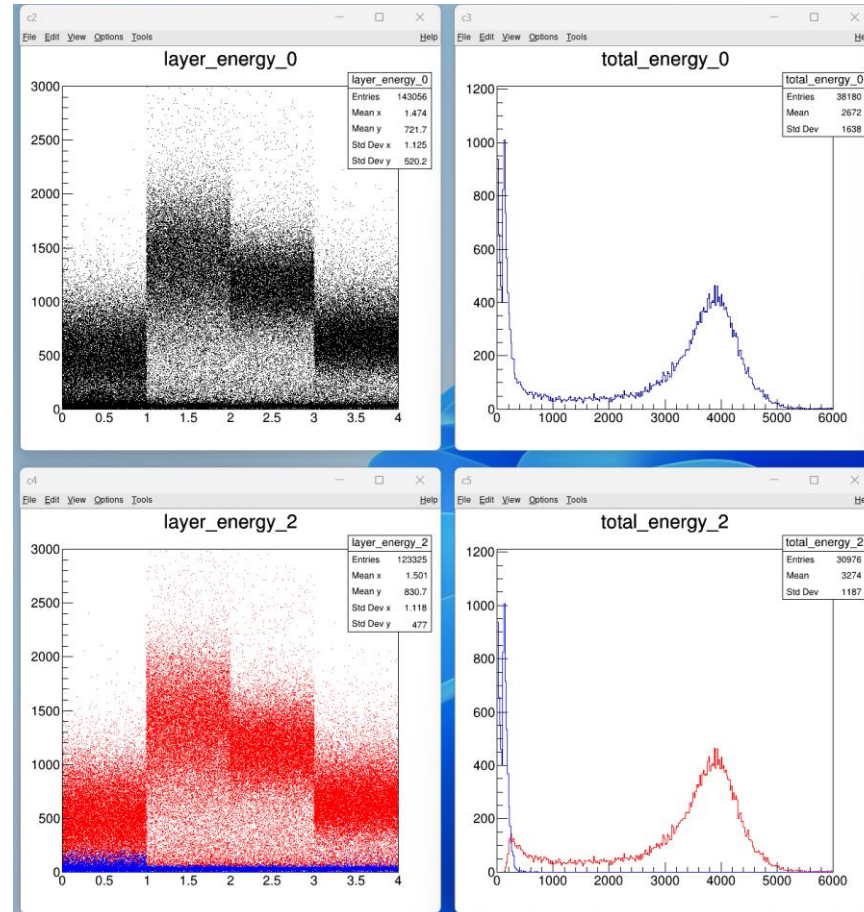 c2
File Edit View Options Tools Help
layer_energy_0
layer_energy_0
Entries 143056
Mean x 1.474
Mean y 721.7
Std Dev x 1.125
Std Dev y 520.2
3000
2500
2000
1500
1000
500
0
0 0.5 1 1.5 2 2.5 3 3.5 4
c3
File Edit View Options Tools Hel
total_energy_0
total_energy_0
Entries 38180
Mean 2672
Std Dev 1638
1200
1000
800
600
400
200
0
0 1000 2000 3000 4000 5000 6000
c4
File Edit View Options Tools Help
layer_energy_2
layer_energy_2
Entries 123325
Mean x 1.501
Mean y 830.7
Std Dev x 1.118
Std Dev y 477
3000
2500
2000
1500
1000
500
0
0 0.5 1 1.5 2 2.5 3 3.5 4
c5
File Edit View Options Tools Hel
total_energy_2
total_energy_2
Entries 30976
Mean 3274
Std Dev 1187
1200
1000
800
600
400
200
0
0 1000 2000 3000 4000 5000 6000